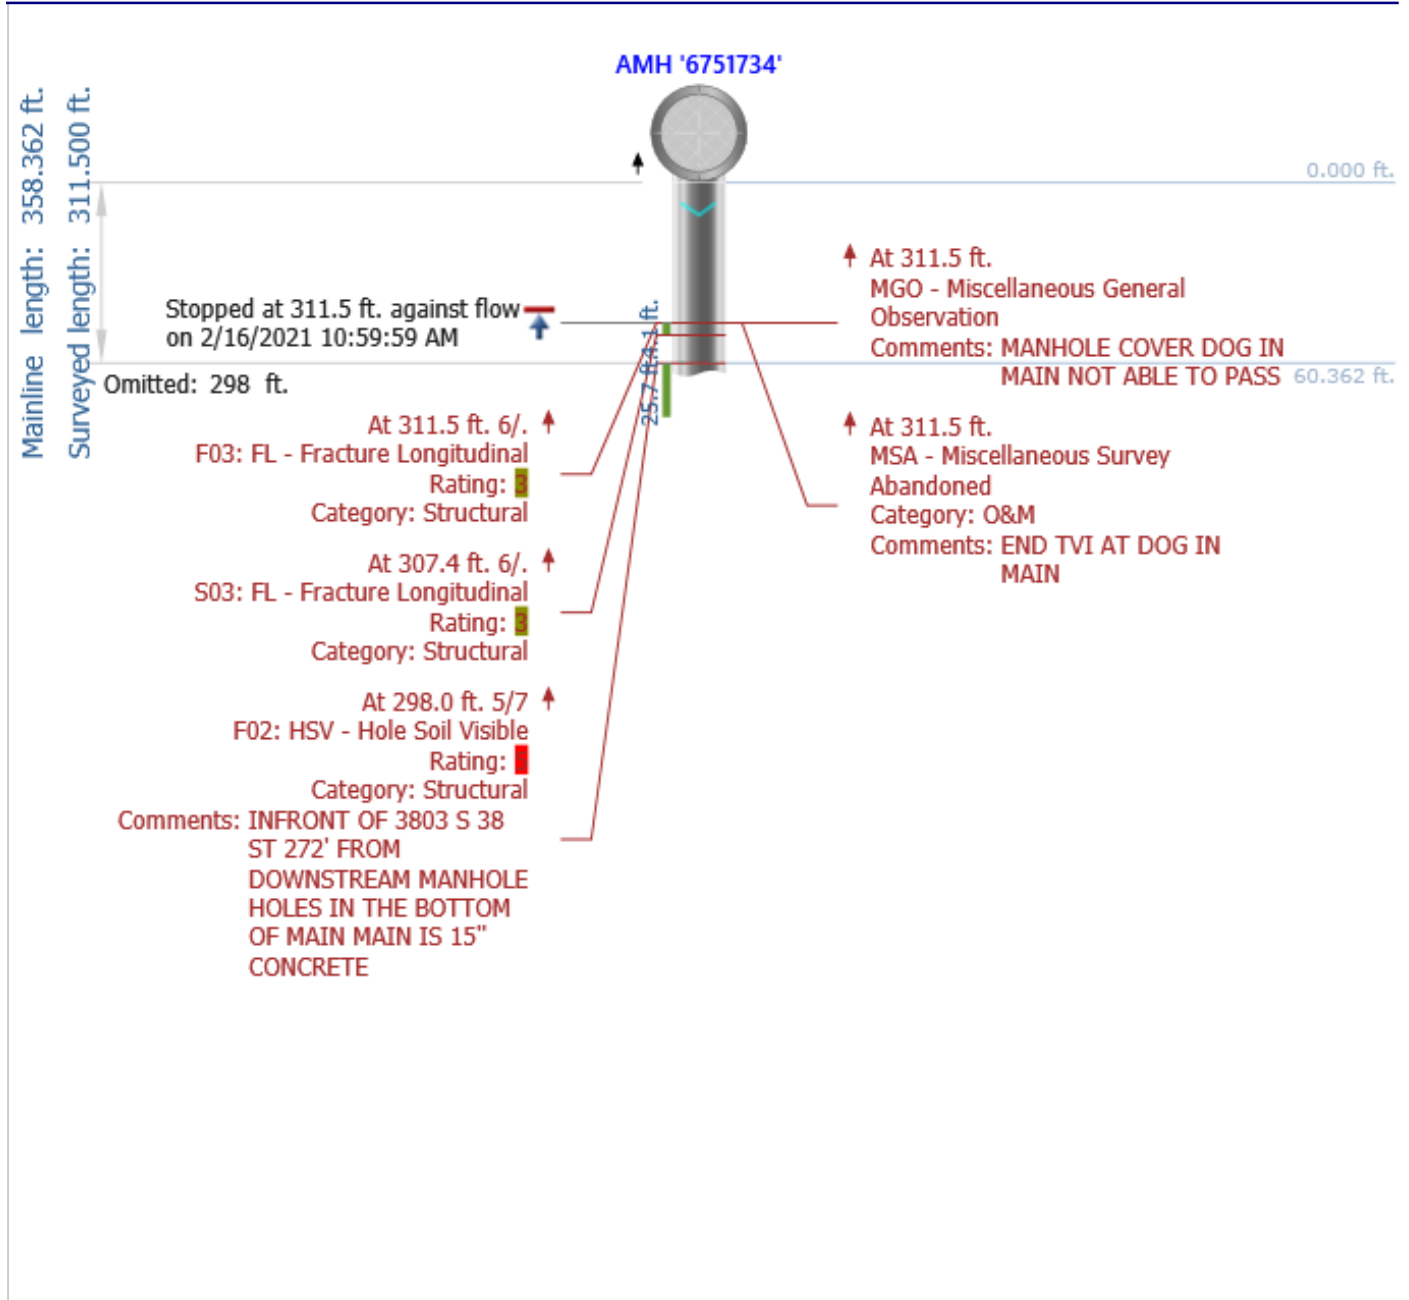 AMH '6751734'
Mainline length: 358.362 ft.
Surveyed length: 311.500 ft.
0.000 ft.
Stopped at 311.5 ft. against flow
on 2/16/2021 10:59:59 AM
Omitted: 298 ft.
4.1 ft.
25.7 ft.
60.362 ft.
At 311.5 ft. 6/.
F03: FL - Fracture Longitudinal
Rating: 3
Category: Structural
At 307.4 ft. 6/.
S03: FL - Fracture Longitudinal
Rating: 3
Category: Structural
At 298.0 ft. 5/7
F02: HSV - Hole Soil Visible
Rating:
Category: Structural
Comments: INFRONT OF 3803 S 38
ST 272' FROM
DOWNSTREAM MANHOLE
HOLES IN THE BOTTOM
OF MAIN MAIN IS 15"
CONCRETE
At 311.5 ft.
MGO - Miscellaneous General
Observation
Comments: MANHOLE COVER DOG IN
MAIN NOT ABLE TO PASS
At 311.5 ft.
MSA - Miscellaneous Survey
Abandoned
Category: O&M
Comments: END TVI AT DOG IN
MAIN